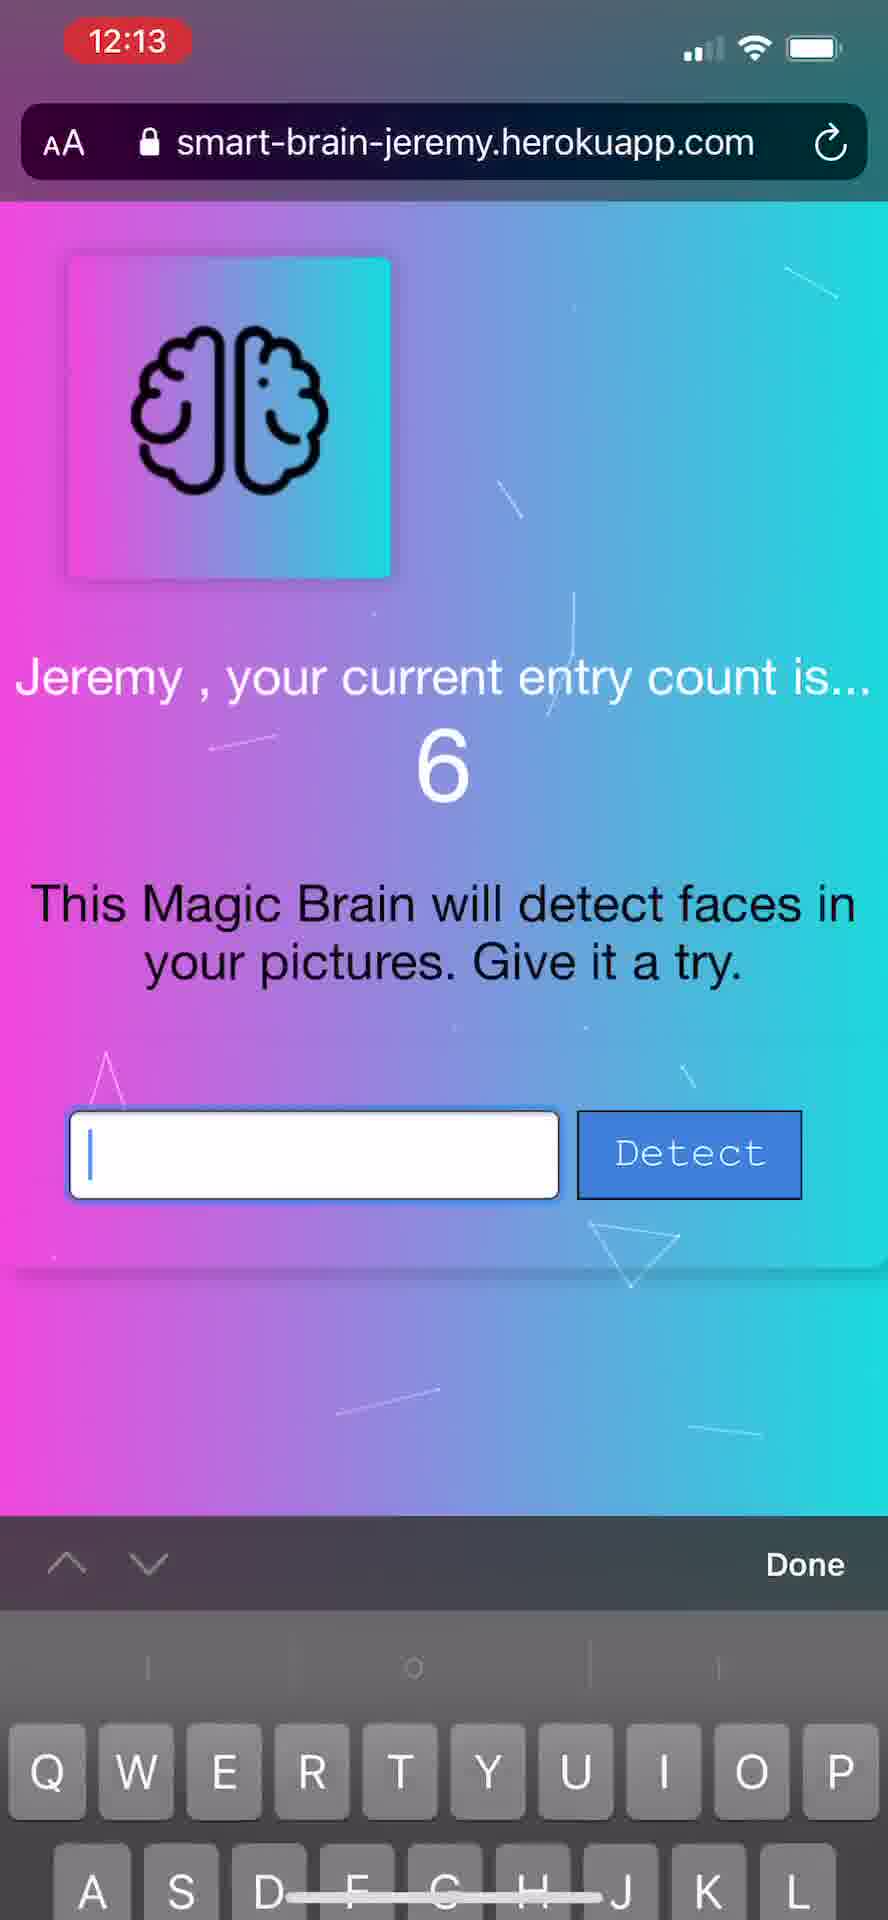 12:13
AA smart-brain-jeremy.herokuapp.com
Jeremy , your current entry count is...
6
This Magic Brain will detect faces in
your pictures. Give it a try.
Detect
Done
Q W E R T Y U I O P
A S D F G H J K L